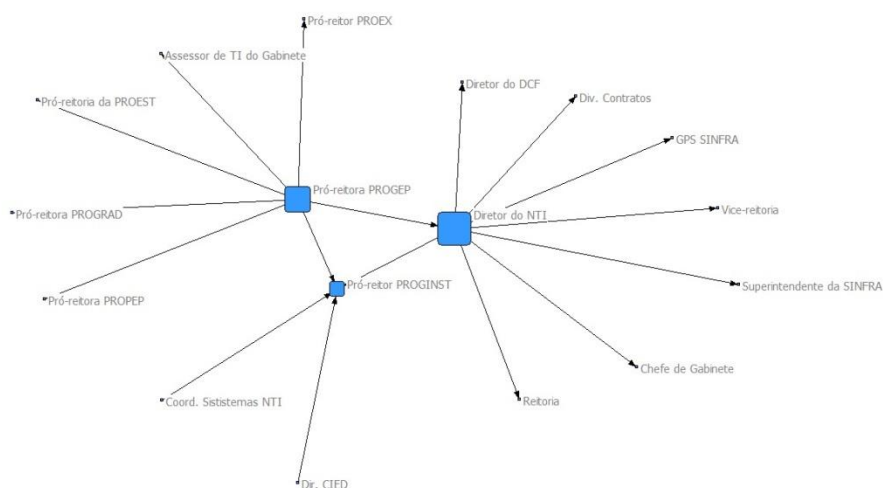 Pró-reitor PROEX
Assessor de TI do Gabinete
Diretor do DCF
Div. Contratos
Pró-reitoria da PROEST
GPS SINFRA
Pró-reitora PROGEP
Vice-reitoria
Pró-reitora PROGRAD
Diretor do NTI
Superintendente da SINFRA
Pró-reitor PROGINST
Pró-reitora PROPEP
Chefe de Gabinete
Coord. Sististemas NTI
Reitoria
Dir. CIED